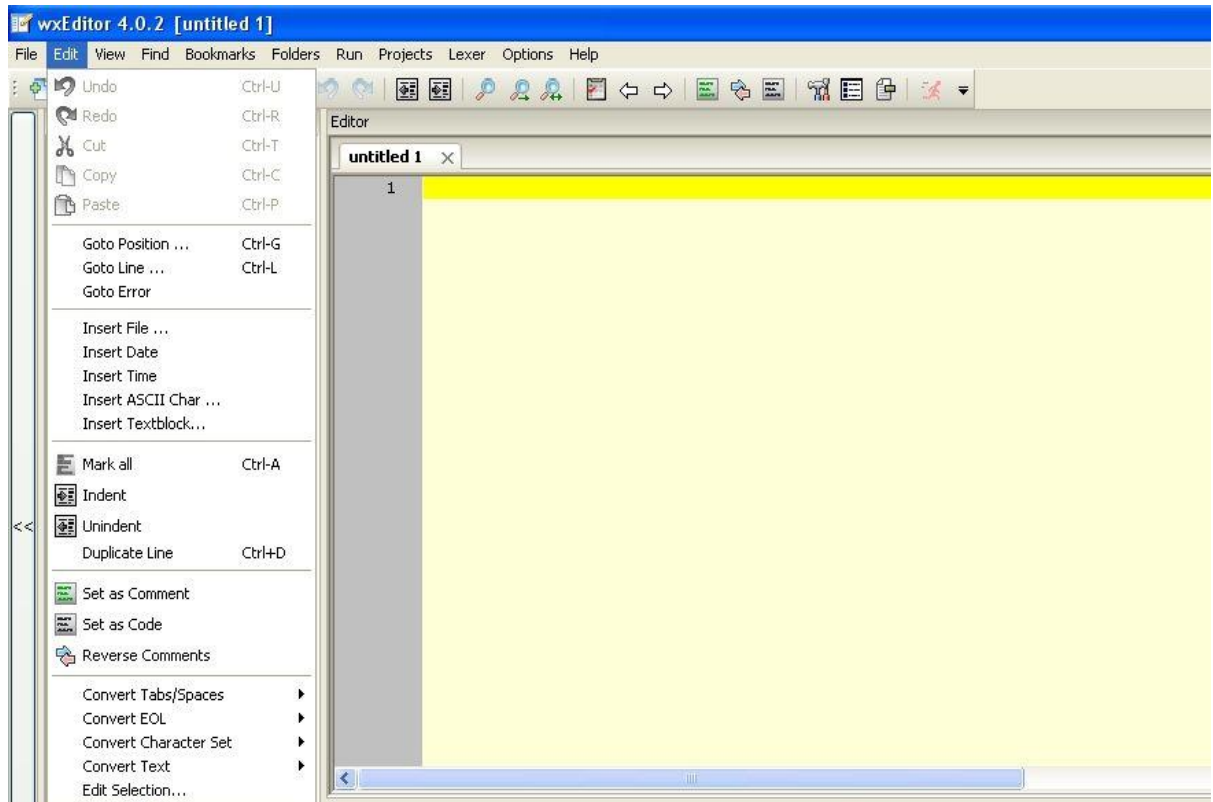 wxEditor 4.0.2 [untitled 1]
File Edit View Find Bookmarks Folders Run Projects Lexer Options Help
Undo Ctrl-U
Redo Ctrl-R
Cut Ctrl-T
Copy Ctrl-C
Paste Ctrl-P
Goto Position ... Ctrl-G
Goto Line ... Ctrl-L
Goto Error
Insert File ...
Insert Date
Insert Time
Insert ASCII Char ...
Insert Textblock...
Mark all Ctrl-A
Indent
Unindent
Duplicate Line Ctrl+D
Set as Comment
Set as Code
Reverse Comments
Convert Tabs/Spaces
Convert EOL
Convert Character Set
Convert Text
Edit Selection...
<<
Editor
untitled 1
1